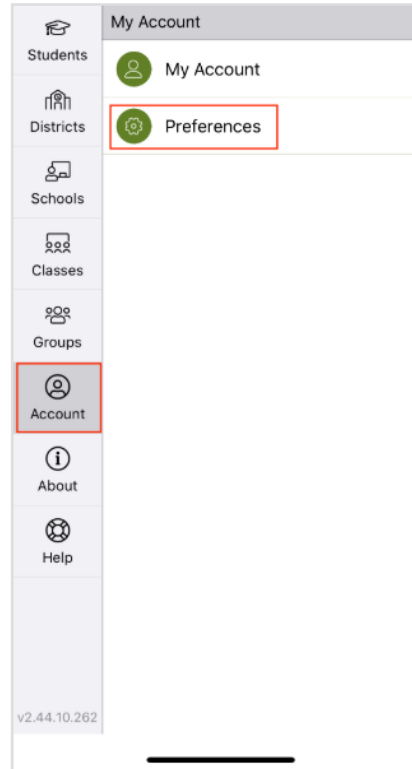 My Account
Students
My Account
Districts
Preferences
Schools
Classes
Groups
Account
About
Help
v2.44.10.262